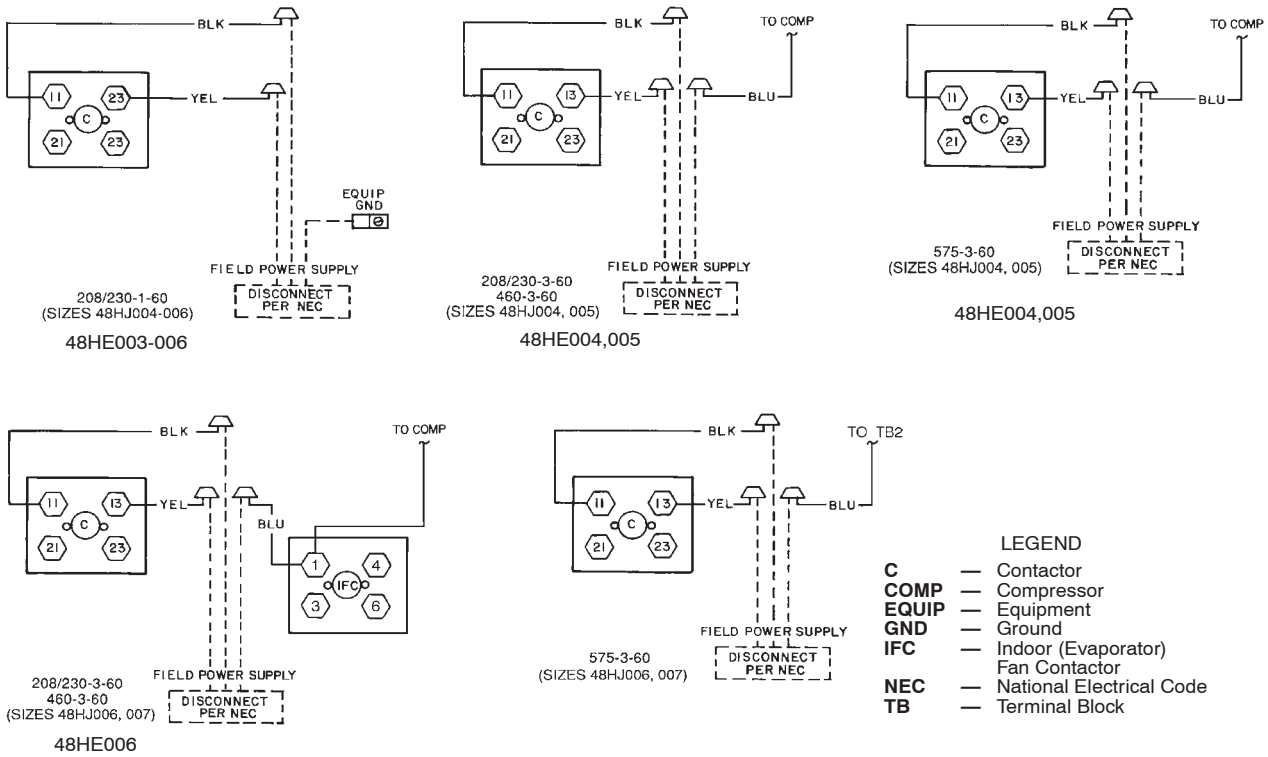 BLK
11
23
YEL
C
21
23
EQUIP
GND
FIELD POWER SUPPLY
DISCONNECT
PER NEC
208/230-1-60
(SIZES 48HJ004-006)
48HE003-006
BLK
TO COMP
11
13
YEL
BLU
C
21
23
FIELD POWER SUPPLY
DISCONNECT
PER NEC
208/230-3-60
460-3-60
(SIZES 48HJ004, 005)
48HE004,005
BLK
TO COMP
11
13
YEL
BLU
C
21
23
FIELD POWER SUPPLY
DISCONNECT
PER NEC
575-3-60
(SIZES 48HJ004, 005)
48HE004,005
BLK
TO COMP
11
13
YEL
BLU
C
21
23
1
4
IFC
3
6
FIELD POWER SUPPLY
DISCONNECT
PER NEC
208/230-3-60
460-3-60
(SIZES 48HJ006, 007)
48HE006
BLK
TO TB2
11
13
YEL
BLU
C
21
23
FIELD POWER SUPPLY
DISCONNECT
PER NEC
575-3-60
(SIZES 48HJ006, 007)
LEGEND
C — Contactor
COMP — Compressor
EQUIP — Equipment
GND — Ground
IFC — Indoor (Evaporator)
Fan Contactor
NEC — National Electrical Code
TB — Terminal Block